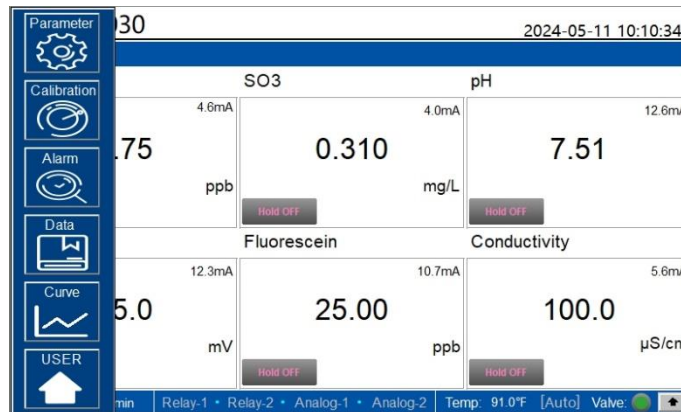 Parameter
030
2024-05-11 10:10:34
Calibration
SO3
pH
4.6mA
4.0mA
12.6m
.75
0.310
7.51
ppb
mg/L
Hold OFF
Hold OFF
Alarm
Data
Fluorescein
Conductivity
12.3mA
10.7mA
5.6m
Curve
5.0
25.00
100.0
mV
ppb
µS/cm
Hold OFF
Hold OFF
USER
min
Relay-1 • Relay-2 • Analog-1 • Analog-2
Temp: 91.0°F
[Auto]
Valve: